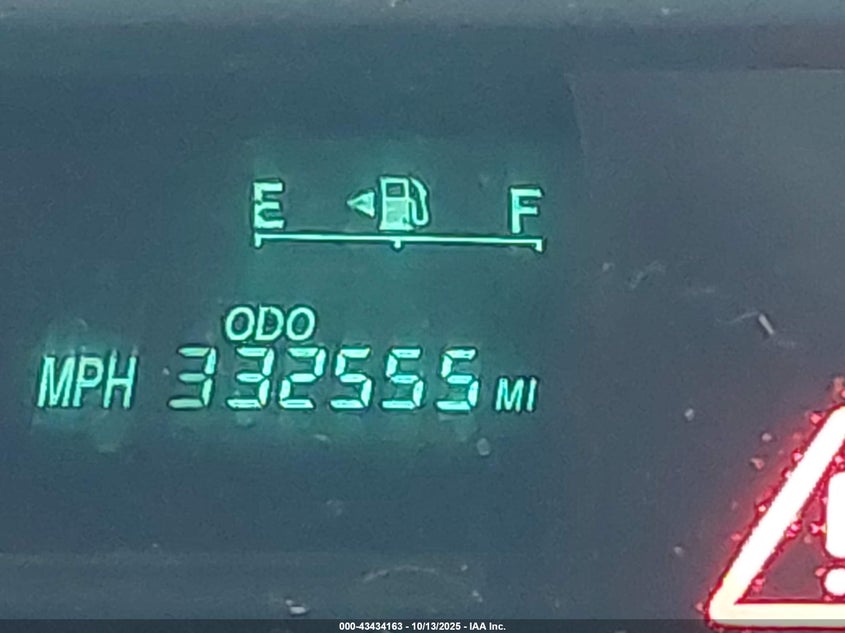 E F
ODO
MPH 332555 MI
000-43434163 - 10/13/2025 - IAA Inc.